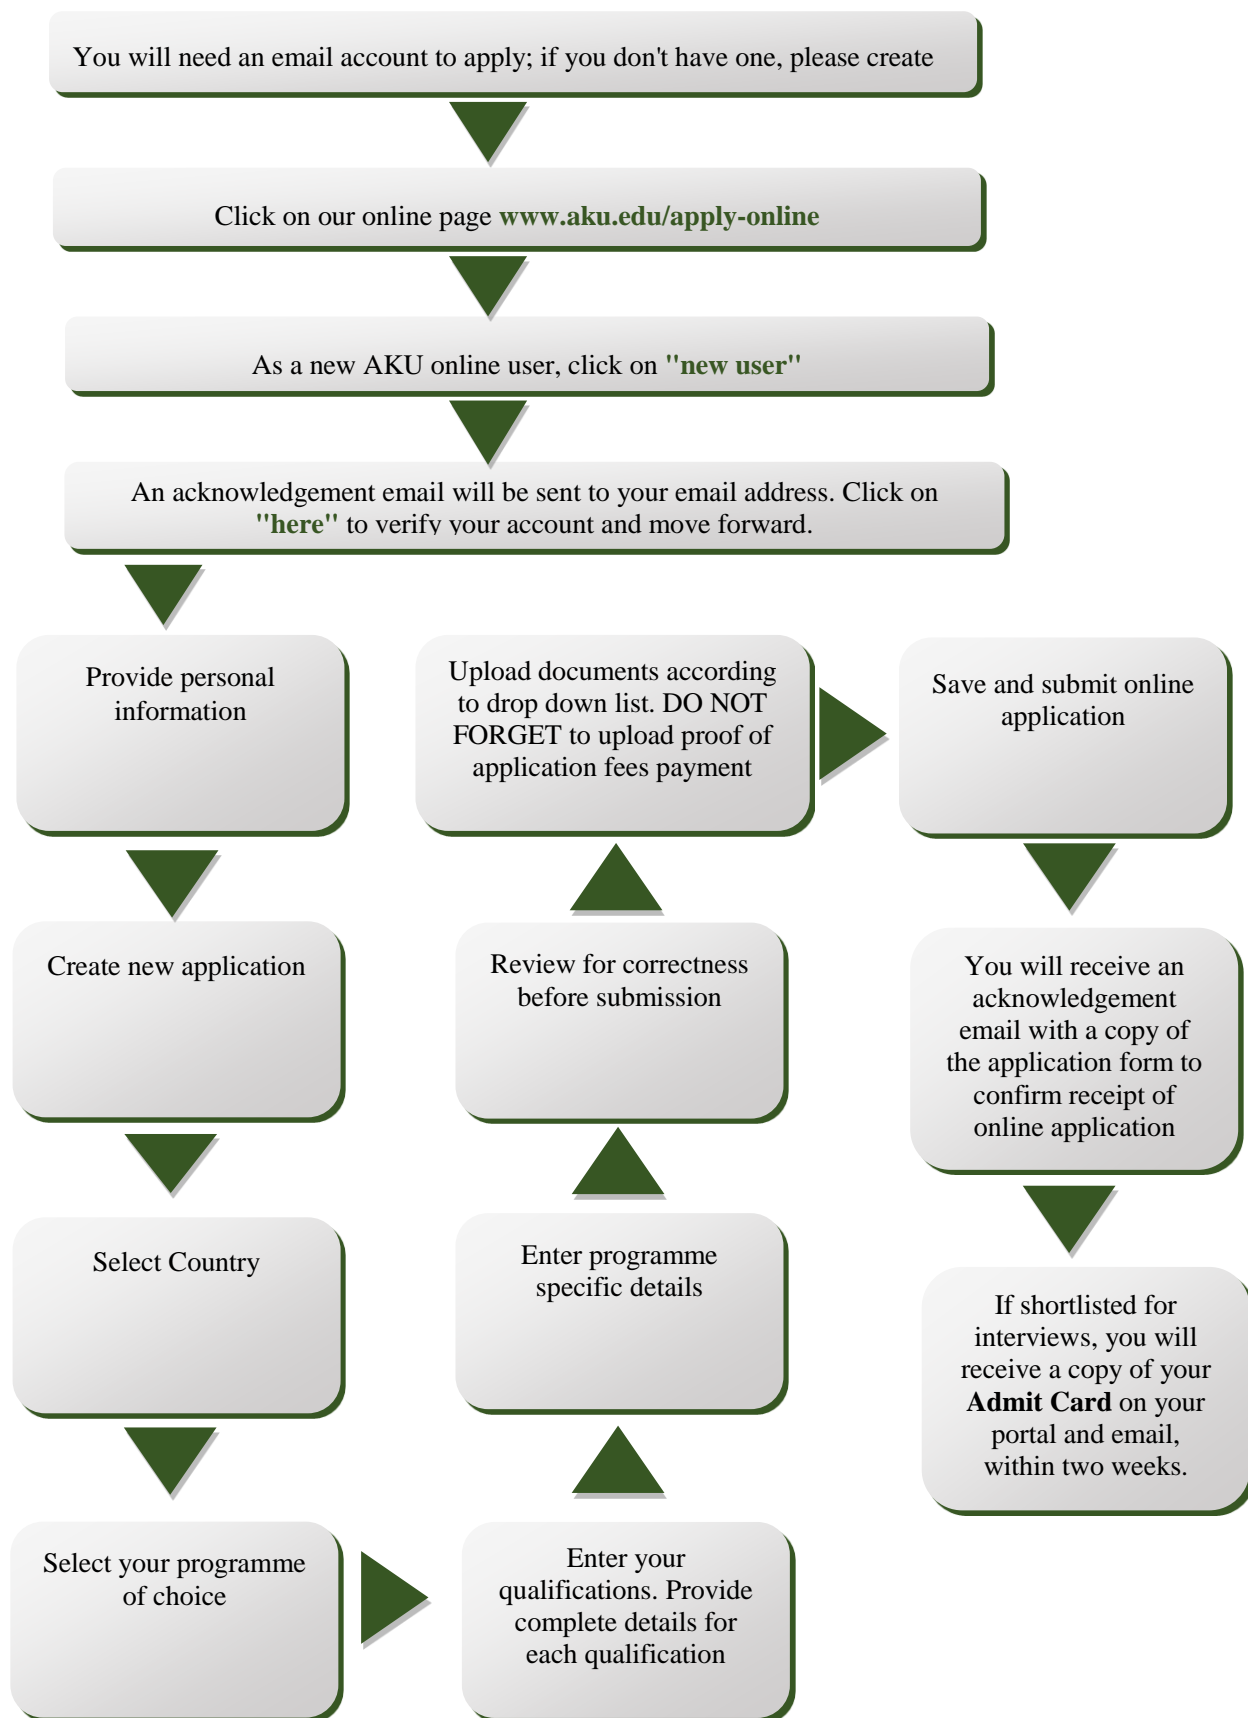 You will need an email account to apply; if you don't have one, please create
Click on our online page www.aku.edu/apply-online
As a new AKU online user, click on "new user"
An acknowledgement email will be sent to your email address. Click on
"here" to verify your account and move forward.
Provide personal
information
Create new application
Select Country
Select your programme
of choice
Enter your
qualifications. Provide
complete details for
each qualification
Enter programme
specific details
Review for correctness
before submission
Upload documents according
to drop down list. DO NOT
FORGET to upload proof of
application fees payment
Save and submit online
application
You will receive an
acknowledgement
email with a copy of
the application form to
confirm receipt of
online application
If shortlisted for
interviews, you will
receive a copy of your
Admit Card on your
portal and email,
within two weeks.